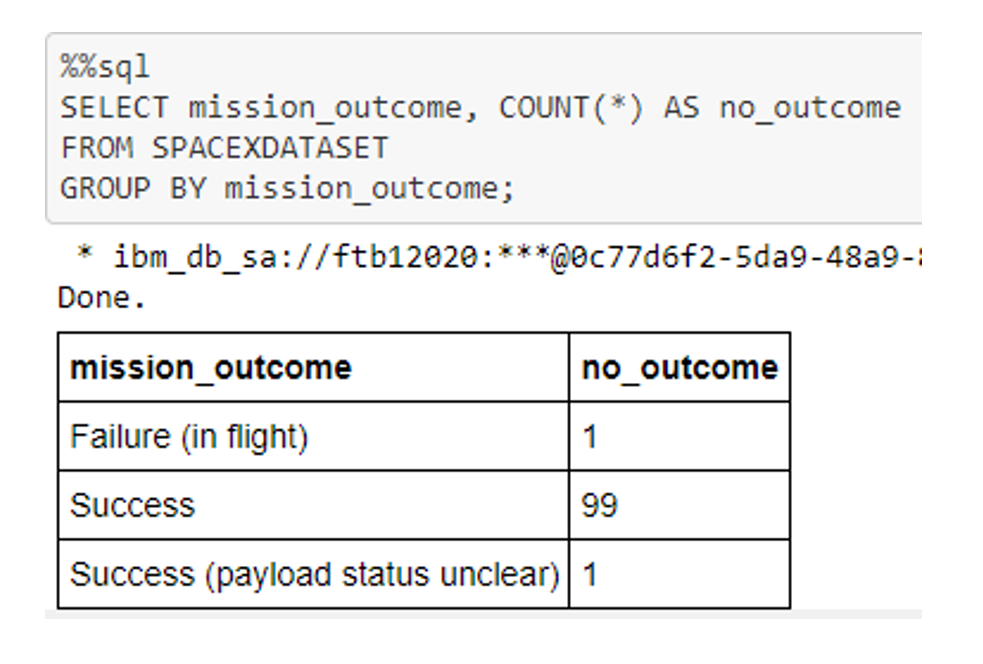 %%sql
SELECT mission_outcome, COUNT(*) AS no_outcome
FROM SPACEXDATASET
GROUP BY mission_outcome;
* ibm_db_sa://ftb12020:***@0c77d6f2-5da9-48a9-
Done.
mission_outcome no_outcome
Failure (in flight) 1
Success 99
Success (payload status unclear) 1